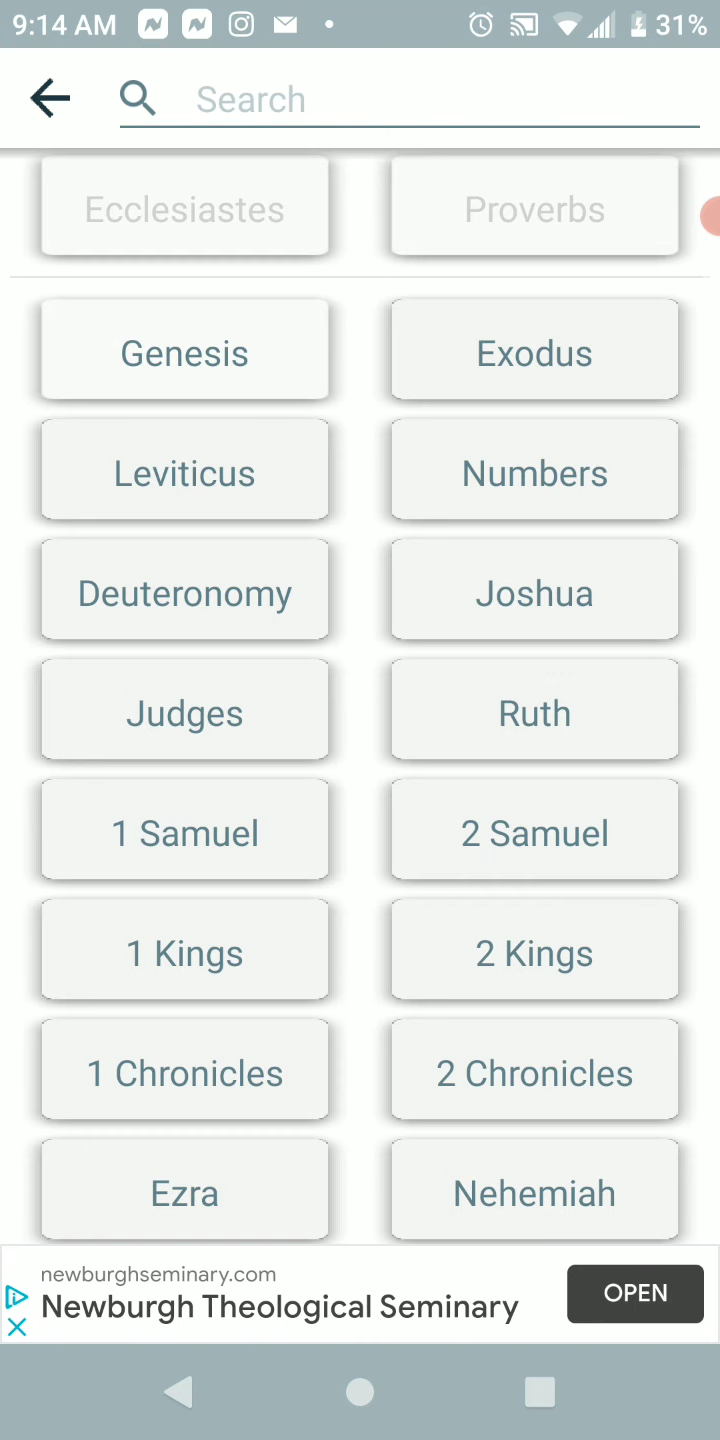 9:14 AM 31%
Search
Ecclesiastes Proverbs
Genesis Exodus
Leviticus Numbers
Deuteronomy Joshua
Judges Ruth
1 Samuel 2 Samuel
1 Kings 2 Kings
1 Chronicles 2 Chronicles
Ezra Nehemiah
newburghseminary.com
Newburgh Theological Seminary
OPEN